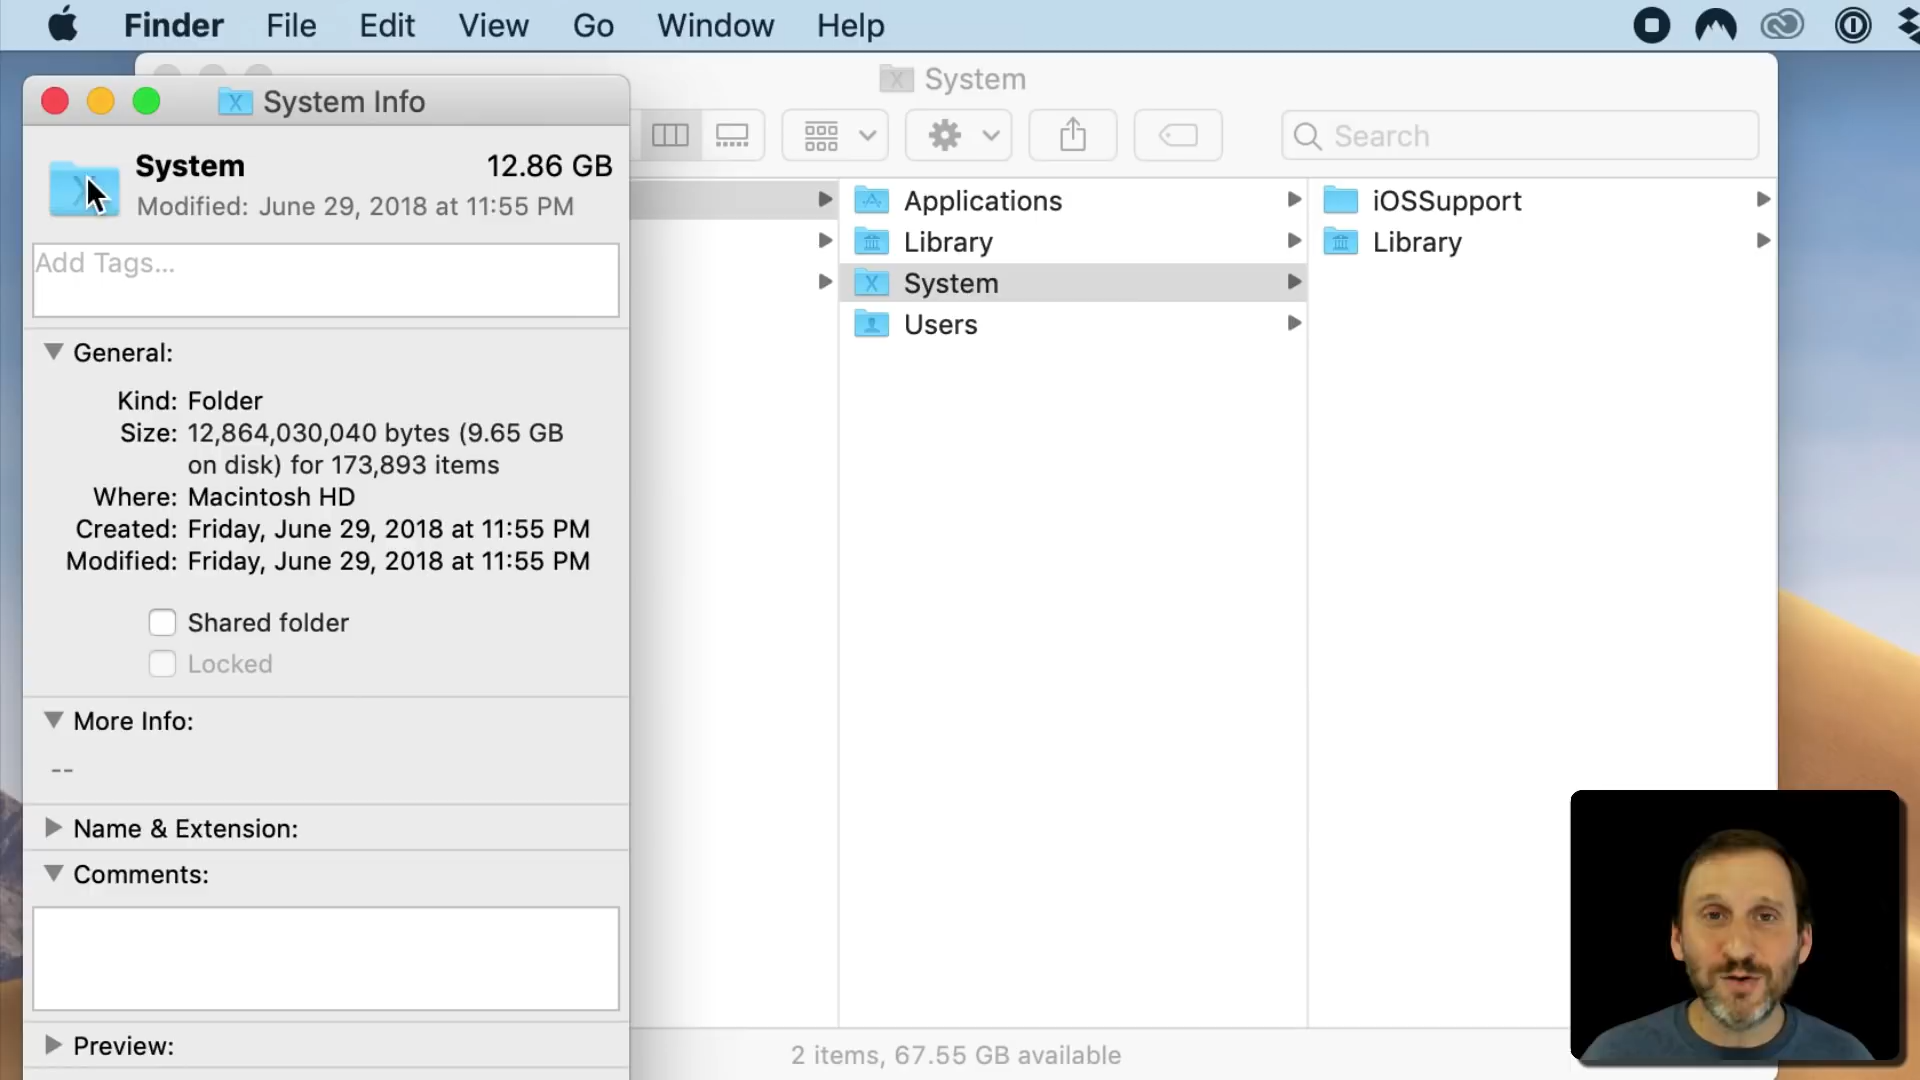 Finder File Edit View Go Window Help
System Info
System 12.86 GB
Modified: June 29, 2018 at 11:55 PM
Add Tags...
General:
Kind: Folder
Size: 12,864,030,040 bytes (9.65 GB
on disk) for 173,893 items
Where: Macintosh HD
Created: Friday, June 29, 2018 at 11:55 PM
Modified: Friday, June 29, 2018 at 11:55 PM
Shared folder
Locked
More Info:
--
Name & Extension:
Comments:
Preview:
System
Search
Applications
Library
System
Users
iOSSupport
Library
2 items, 67.55 GB available